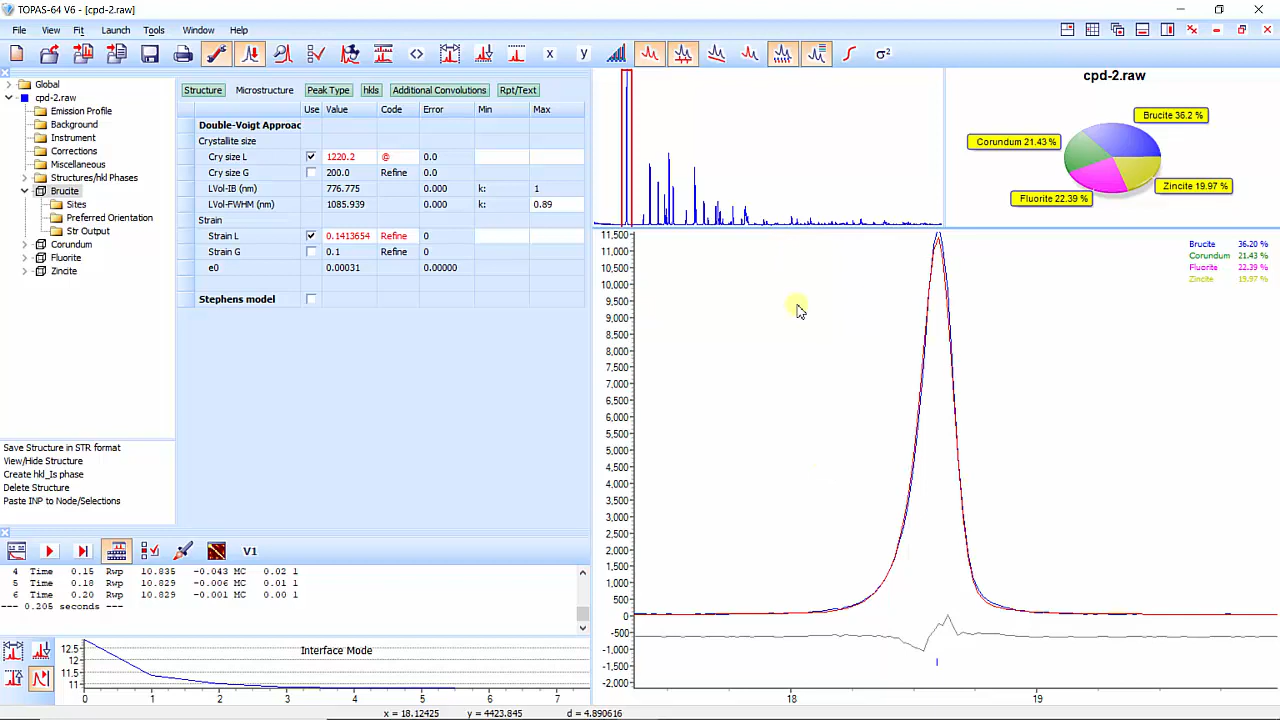 TOPAS-64 V6 - [cpd-2.raw]
File View Fit Launch Tools Window Help
x y σ²
Global
cpd-2.raw
Emission Profile
Background
Instrument
Corrections
Miscellaneous
Structures/hkl Phases
Brucite
Sites
Preferred Orientation
Str Output
Corundum
Fluorite
Zincite
Save Structure in STR format
View/Hide Structure
Create hkl_Is phase
Delete Structure
Paste INP to Node/Selections
Structure Microstructure Peak Type hkls Additional Convolutions Rpt/Text
Use Value Code Error Min Max
Double-Voigt Approac
Crystallite size
Cry size L 1220.2 @ 0.0
Cry size G 200.0 Refine 0.0
LVol-IB (nm) 776.775 0.000 k: 1
LVol-FWHM (nm) 1085.939 0.000 k: 0.89
Strain
Strain L 0.1413654 Refine 0
Strain G 0.1 Refine 0
e0 0.00031 0.00000
Stephens model
V1
4 Time 0.15 Rwp 10.835 -0.043 MC 0.02 1
5 Time 0.18 Rwp 10.829 -0.006 MC 0.01 1
6 Time 0.20 Rwp 10.829 -0.001 MC 0.00 1
--- 0.205 seconds ---
Interface Mode
12.5
12
11.5
11
0 1 2 3 4 5 6 7
cpd-2.raw
Brucite 36.2 %
Corundum 21.43 %
Zincite 19.97 %
Fluorite 22.39 %
Brucite 36.20 %
Corundum 21.43 %
Fluorite 22.39 %
Zincite 19.97 %
11,500
11,000
10,500
10,000
9,500
9,000
8,500
8,000
7,500
7,000
6,500
6,000
5,500
5,000
4,500
4,000
3,500
3,000
2,500
2,000
1,500
1,000
500
0
-500
-1,000
-1,500
-2,000
18 19
x = 18.12425 y = 4423.845 d = 4.890616